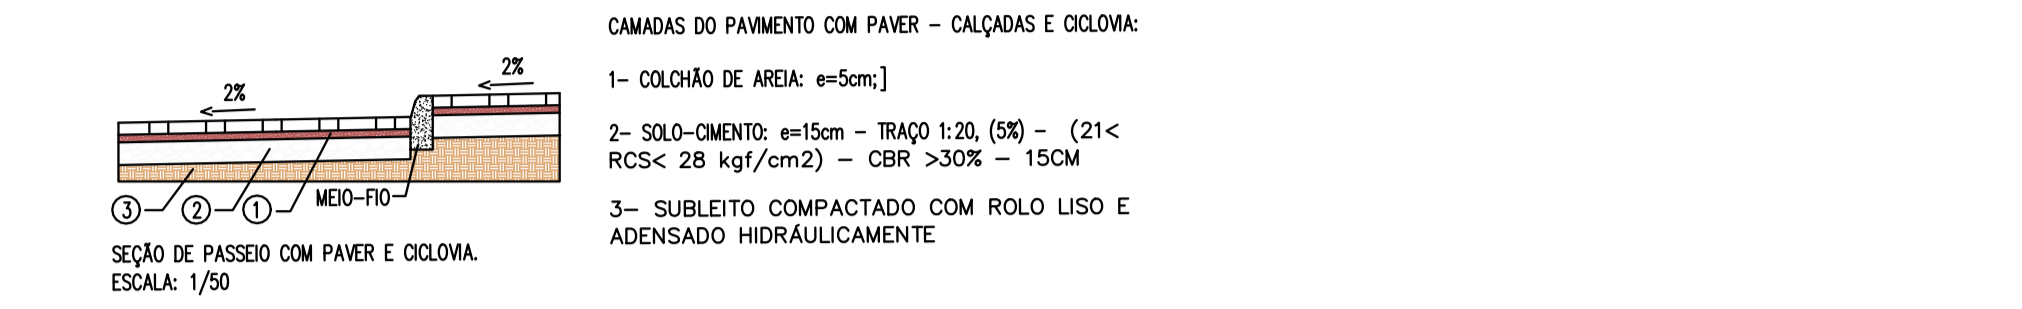 CAMADAS DO PAVIMENTO COM PAVER – CALÇADAS E CICLOVIA:
1– COLCHÃO DE AREIA: e=5cm;]
2– SOLO–CIMENTO: e=15cm – TRAÇO 1:20, (5%) – (21<
RCS< 28 kgf/cm2) – CBR >30% – 15CM
3– SUBLEITO COMPACTADO COM ROLO LISO E
ADENSADO HIDRÁULICAMENTE
2%
2%
MEIO–FIO
3 2 1
SEÇÃO DE PASSEIO COM PAVER E CICLOVIA.
ESCALA: 1/50